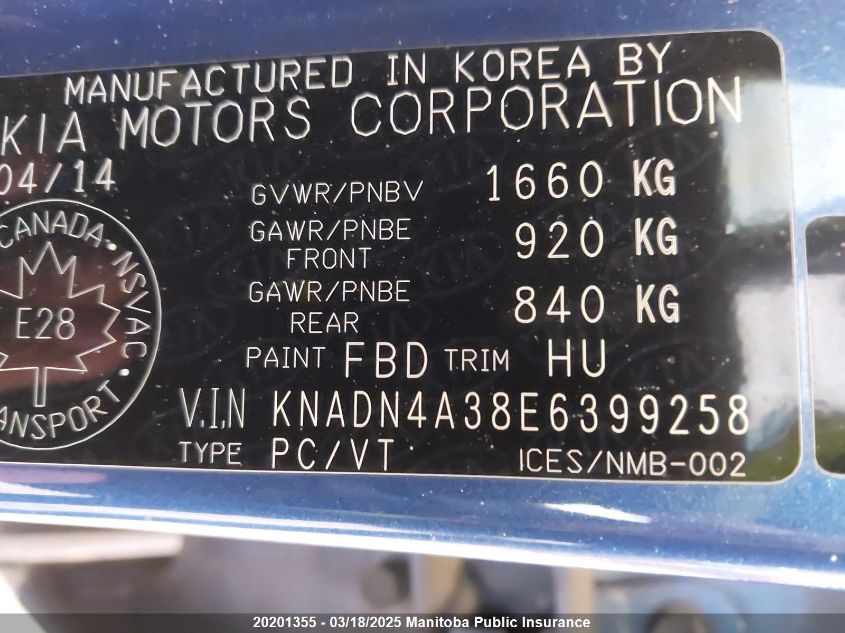 MANUFACTURED IN KOREA BY
KIA MOTORS CORPORATION
04/14
GVWR/PNBV 1660 KG
GAWR/PNBE FRONT 920 KG
GAWR/PNBE REAR 840 KG
PAINT FBD TRIM HU
V.I.N KNADN4A38E6399258
TYPE PC/VT ICES/NMB-002
CANADA · NSVAC ·
E28
20201355 - 03/18/2025 Manitoba Public Insurance